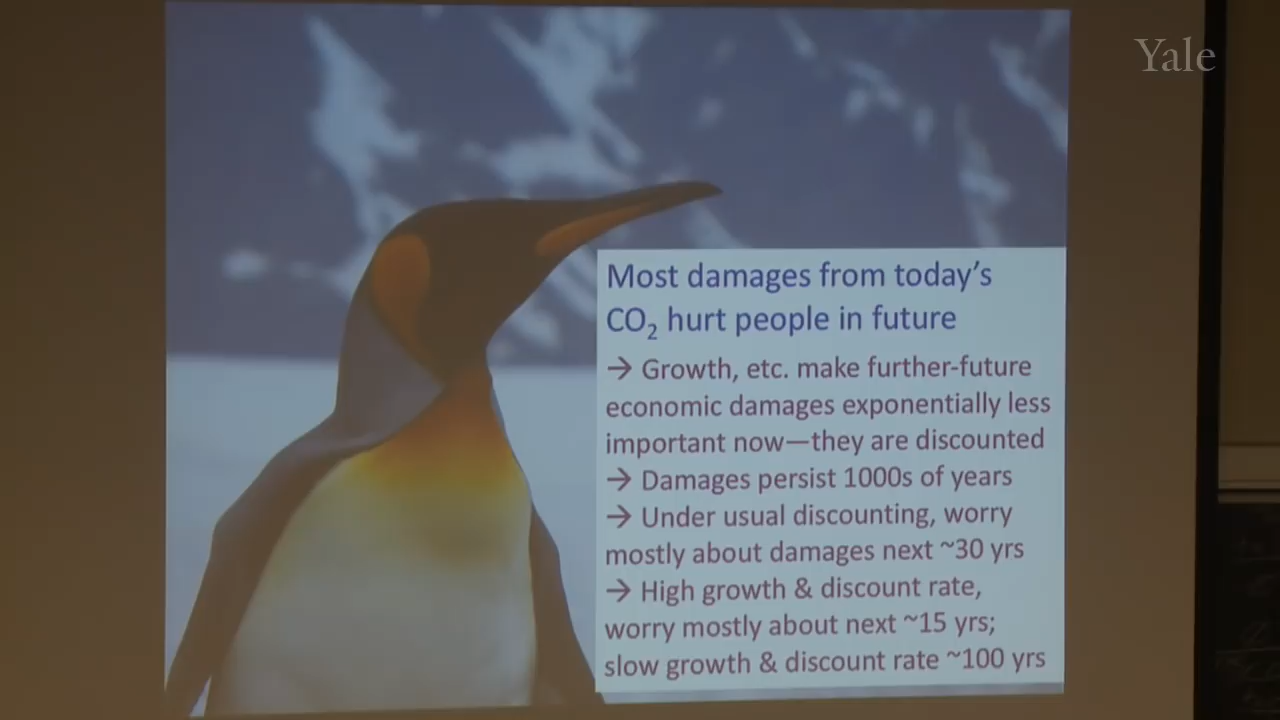 Yale
Most damages from today's
CO₂ hurt people in future
→ Growth, etc. make further-future
economic damages exponentially less
important now—they are discounted
→ Damages persist 1000s of years
→ Under usual discounting, worry
mostly about damages next ~30 yrs
→ High growth & discount rate,
worry mostly about next ~15 yrs;
slow growth & discount rate ~100 yrs